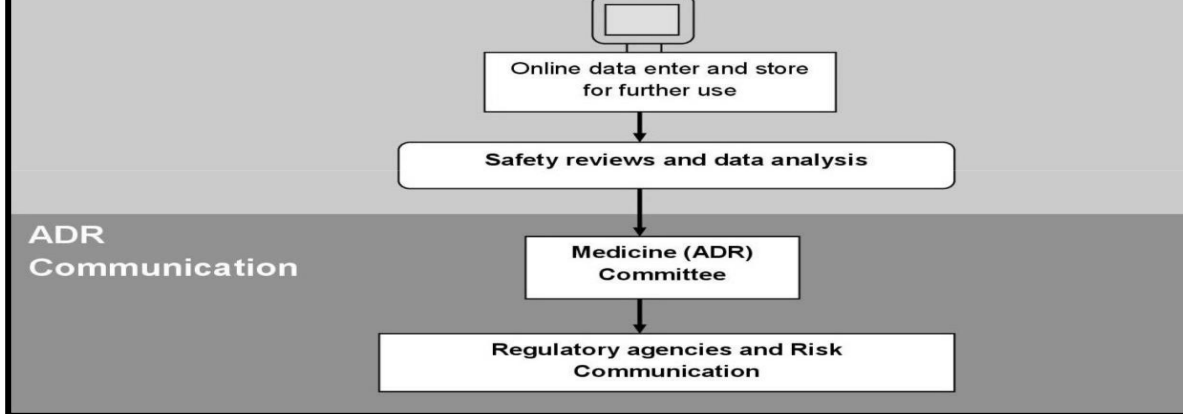 Online data enter and store
for further use
Safety reviews and data analysis
ADR
Communication
Medicine (ADR)
Committee
Regulatory agencies and Risk
Communication